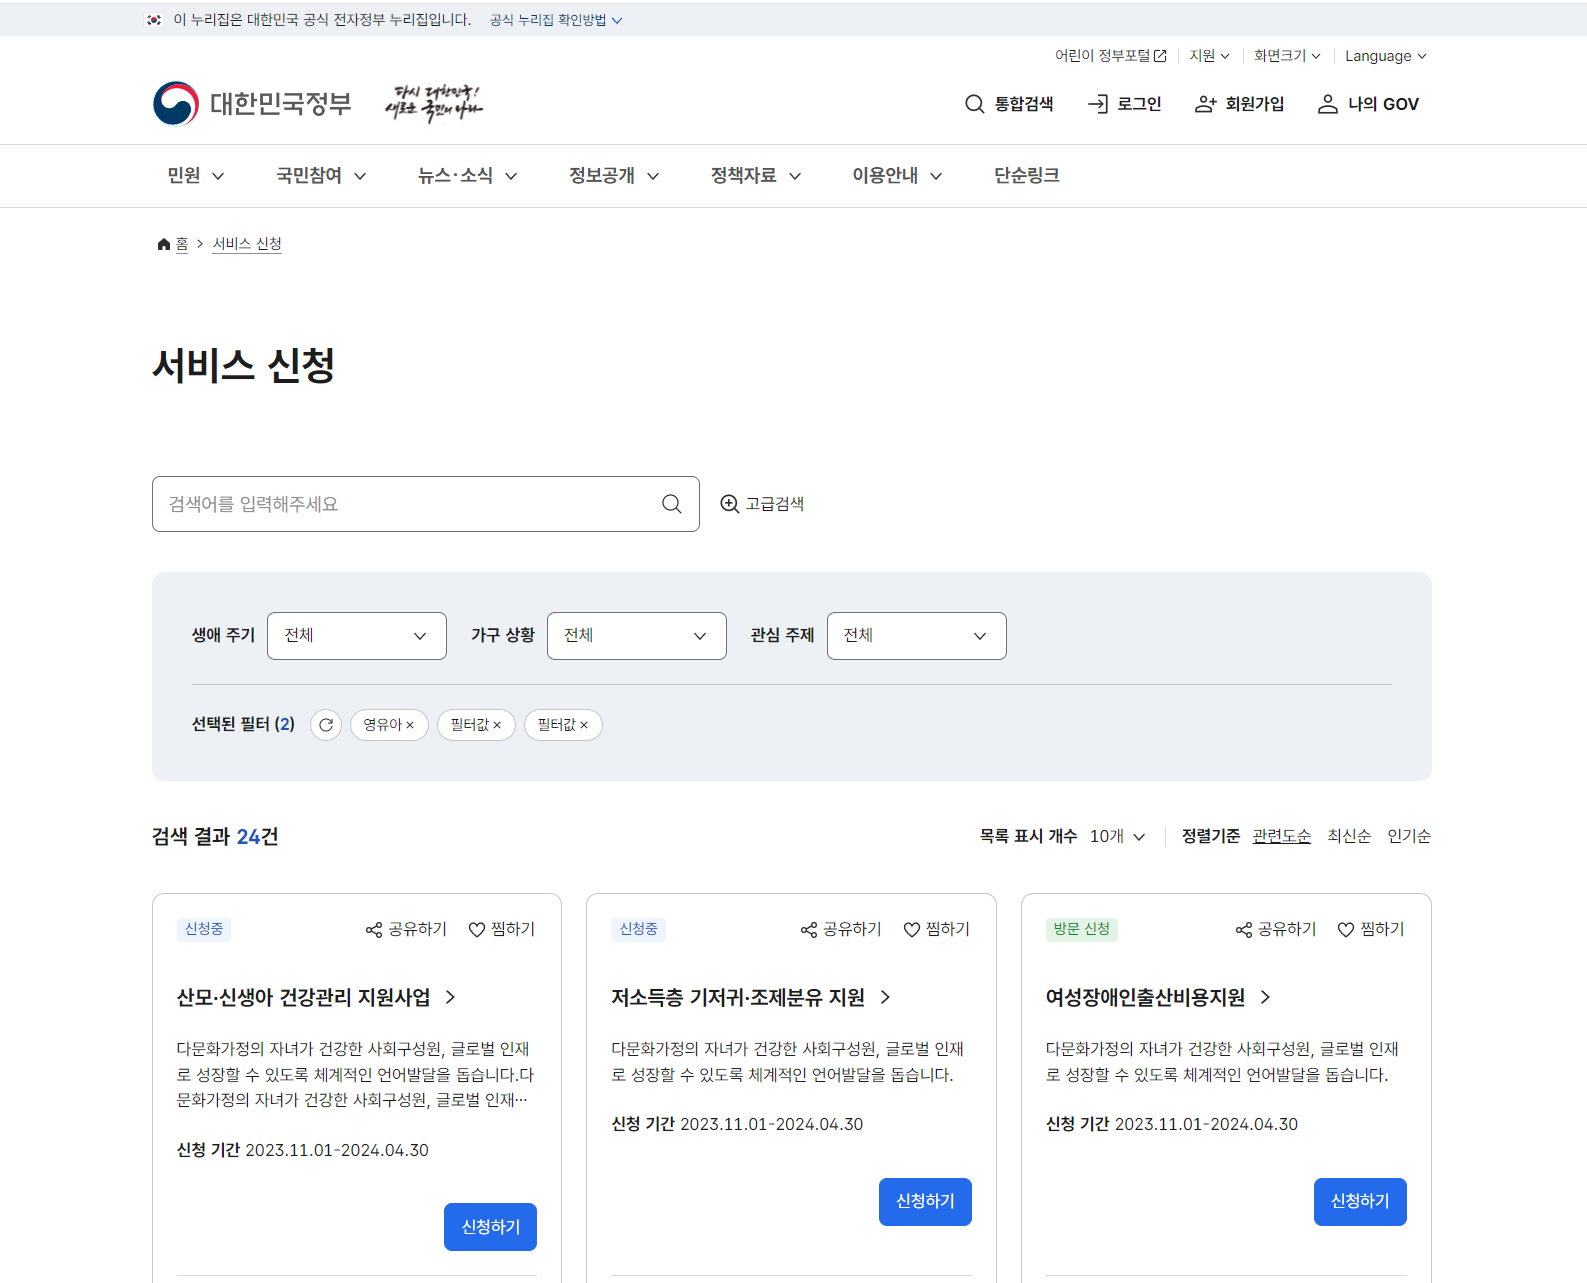 이 누리집은 대한민국 공식 전자정부 누리집입니다. 공식 누리집 확인방법
어린이 정부포털 지원 화면크기 Language
대한민국정부 다시 대한민국! 새로운 국민의 나라 통합검색 로그인 회원가입 나의 GOV
민원 국민참여 뉴스·소식 정보공개 정책자료 이용안내 단순링크
홈 서비스 신청
서비스 신청
검색어를 입력해주세요 고급검색
생애 주기 전체 가구 상황 전체 관심 주제 전체
선택된 필터 (2) 영유아 × 필터값 × 필터값 ×
검색 결과 24건 목록 표시 개수 10개 정렬기준 관련도순 최신순 인기순
신청중 공유하기 찜하기
산모·신생아 건강관리 지원사업
다문화가정의 자녀가 건강한 사회구성원, 글로벌 인재
로 성장할 수 있도록 체계적인 언어발달을 돕습니다.다
문화가정의 자녀가 건강한 사회구성원, 글로벌 인재…
신청 기간 2023.11.01-2024.04.30
신청하기
신청중 공유하기 찜하기
저소득층 기저귀·조제분유 지원
다문화가정의 자녀가 건강한 사회구성원, 글로벌 인재
로 성장할 수 있도록 체계적인 언어발달을 돕습니다.
신청 기간 2023.11.01-2024.04.30
신청하기
방문 신청 공유하기 찜하기
여성장애인출산비용지원
다문화가정의 자녀가 건강한 사회구성원, 글로벌 인재
로 성장할 수 있도록 체계적인 언어발달을 돕습니다.
신청 기간 2023.11.01-2024.04.30
신청하기